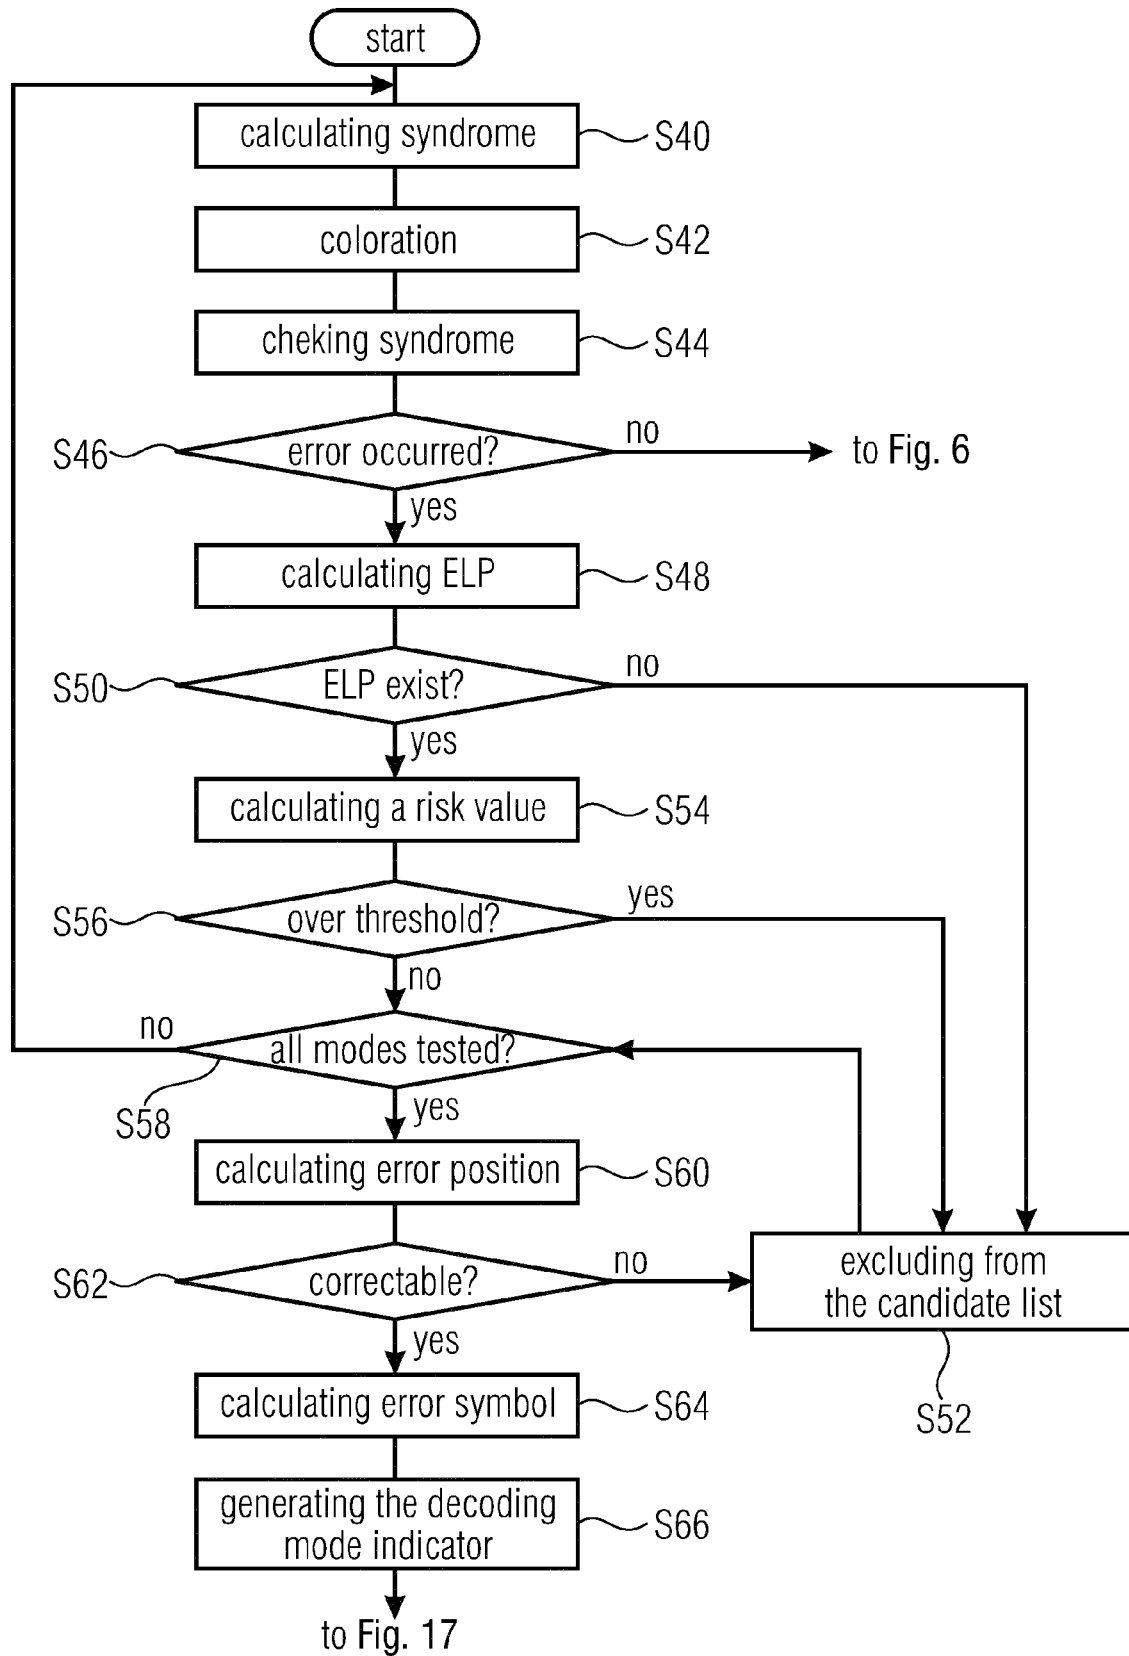 start
calculating syndrome
S40
coloration
S42
cheking syndrome
S44
S46
error occurred?
no
to Fig. 6
yes
calculating ELP
S48
S50
ELP exist?
no
yes
calculating a risk value
S54
S56
over threshold?
yes
no
no
all modes tested?
S58
yes
calculating error position
S60
S62
correctable?
no
excluding from
the candidate list
S52
yes
calculating error symbol
S64
generating the decoding
mode indicator
S66
to Fig. 17